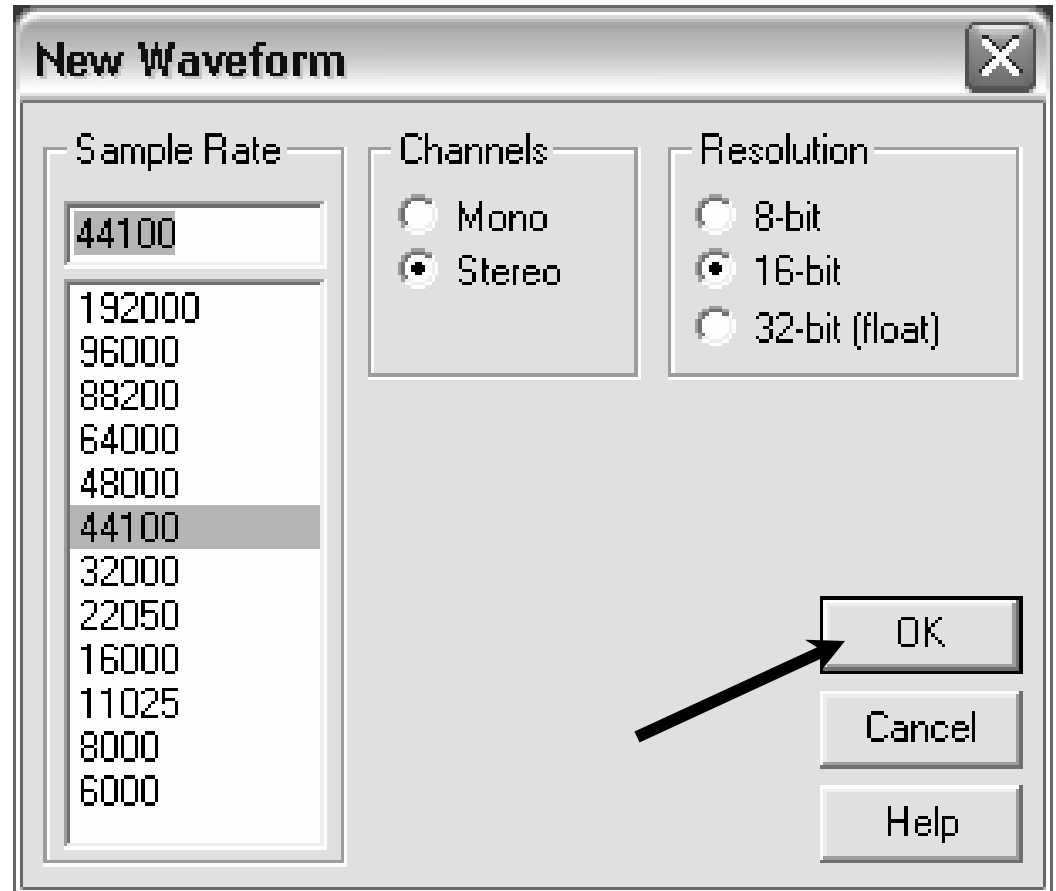 New Waveform
Sample Rate
44100
192000
96000
88200
64000
48000
44100
32000
22050
16000
11025
8000
6000
Channels
Mono
Stereo
Resolution
8-bit
16-bit
32-bit (float)
OK
Cancel
Help